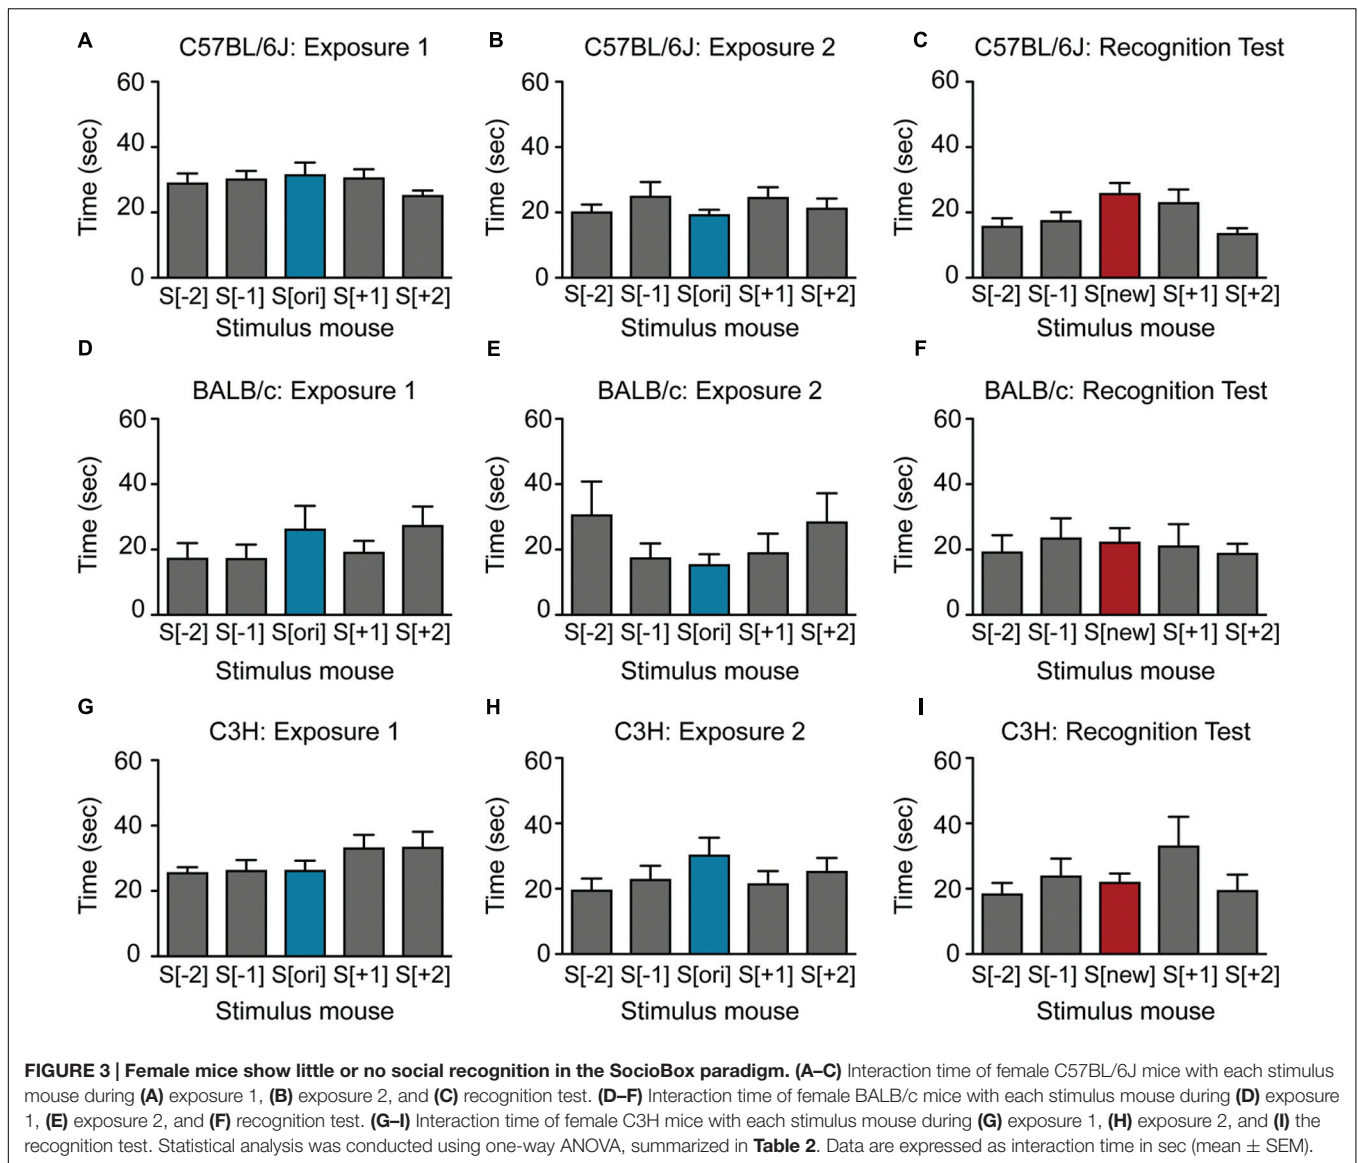 A
C57BL/6J: Exposure 1
60
40
20
0
Time (sec)
S[-2] S[-1] S[ori] S[+1] S[+2]
Stimulus mouse
B
C57BL/6J: Exposure 2
60
40
20
0
Time (sec)
S[-2] S[-1] S[ori] S[+1] S[+2]
Stimulus mouse
C
C57BL/6J: Recognition Test
60
40
20
0
Time (sec)
S[-2] S[-1] S[new] S[+1] S[+2]
Stimulus mouse
D
BALB/c: Exposure 1
60
40
20
0
Time (sec)
S[-2] S[-1] S[ori] S[+1] S[+2]
Stimulus mouse
E
BALB/c: Exposure 2
60
40
20
0
Time (sec)
S[-2] S[-1] S[ori] S[+1] S[+2]
Stimulus mouse
F
BALB/c: Recognition Test
60
40
20
0
Time (sec)
S[-2] S[-1] S[new] S[+1] S[+2]
Stimulus mouse
G
C3H: Exposure 1
60
40
20
0
Time (sec)
S[-2] S[-1] S[ori] S[+1] S[+2]
Stimulus mouse
H
C3H: Exposure 2
60
40
20
0
Time (sec)
S[-2] S[-1] S[ori] S[+1] S[+2]
Stimulus mouse
I
C3H: Recognition Test
60
40
20
0
Time (sec)
S[-2] S[-1] S[new] S[+1] S[+2]
Stimulus mouse
FIGURE 3 | Female mice show little or no social recognition in the SocioBox paradigm. (A–C) Interaction time of female C57BL/6J mice with each stimulus
mouse during (A) exposure 1, (B) exposure 2, and (C) recognition test. (D–F) Interaction time of female BALB/c mice with each stimulus mouse during (D) exposure
1, (E) exposure 2, and (F) recognition test. (G–I) Interaction time of female C3H mice with each stimulus mouse during (G) exposure 1, (H) exposure 2, and (I) the
recognition test. Statistical analysis was conducted using one-way ANOVA, summarized in Table 2. Data are expressed as interaction time in sec (mean ± SEM).